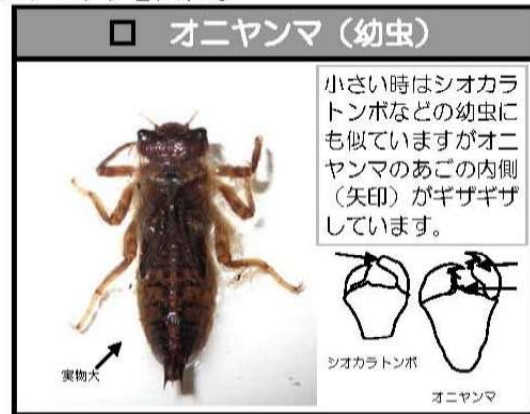 □ オニヤンマ（幼虫）
小さい時はシオカラ
トンボなどの幼虫に
も似ていますがオニ
ヤンマのあごの内側
（矢印）がギザギザ
しています。
実物大
シオカラトンボ
オニヤンマ